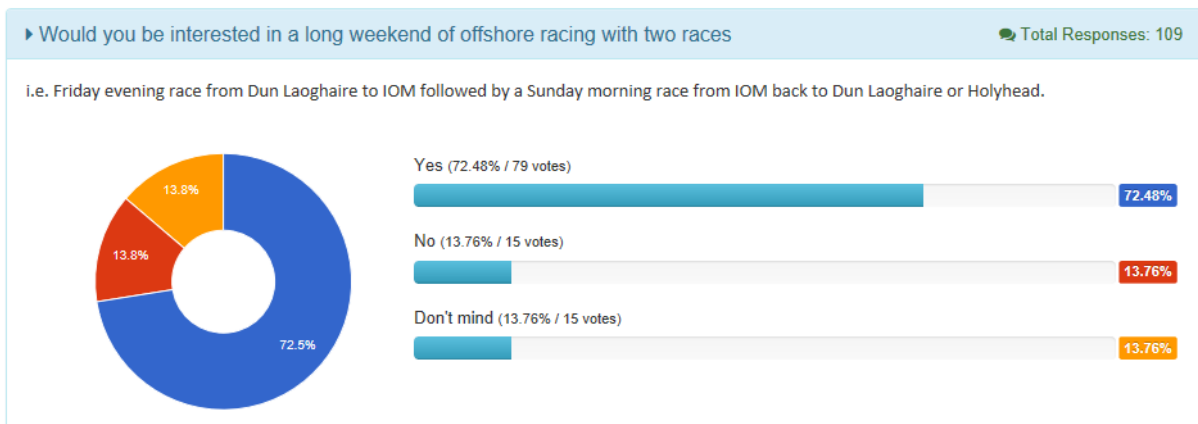 Would you be interested in a long weekend of offshore racing with two races
Total Responses: 109
i.e. Friday evening race from Dun Laoghaire to IOM followed by a Sunday morning race from IOM back to Dun Laoghaire or Holyhead.
13.8%
13.8%
72.5%
Yes (72.48% / 79 votes)
72.48%
No (13.76% / 15 votes)
13.76%
Don't mind (13.76% / 15 votes)
13.76%